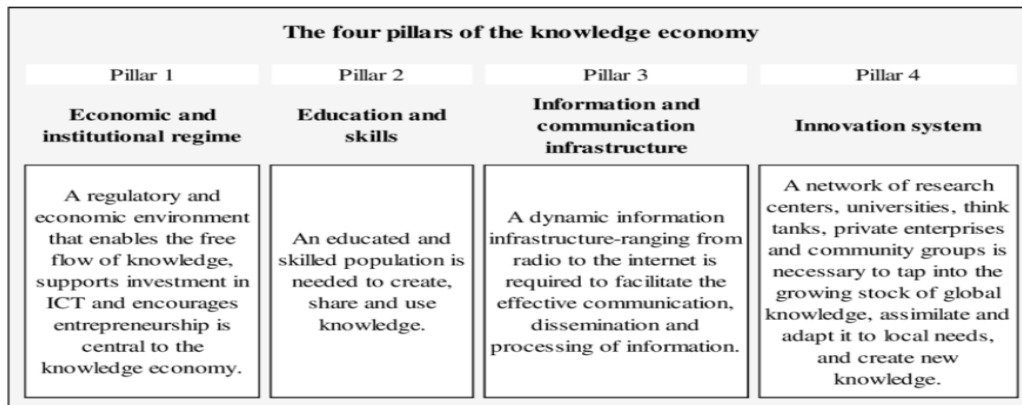 The four pillars of the knowledge economy
Pillar 1
Economic and
institutional regime
A regulatory and
economic environment
that enables the free
flow of knowledge,
supports investment in
ICT and encourages
entrepreneurship is
central to the
knowledge economy.
Pillar 2
Education and
skills
An educated and
skilled population is
needed to create,
share and use
knowledge.
Pillar 3
Information and
communication
infrastructure
A dynamic information
infrastructure-ranging from
radio to the internet is
required to facilitate the
effective communication,
dissemination and
processing of information.
Pillar 4
Innovation system
A network of research
centers, universities, think
tanks, private enterprises
and community groups is
necessary to tap into the
growing stock of global
knowledge, assimilate and
adapt it to local needs,
and create new
knowledge.